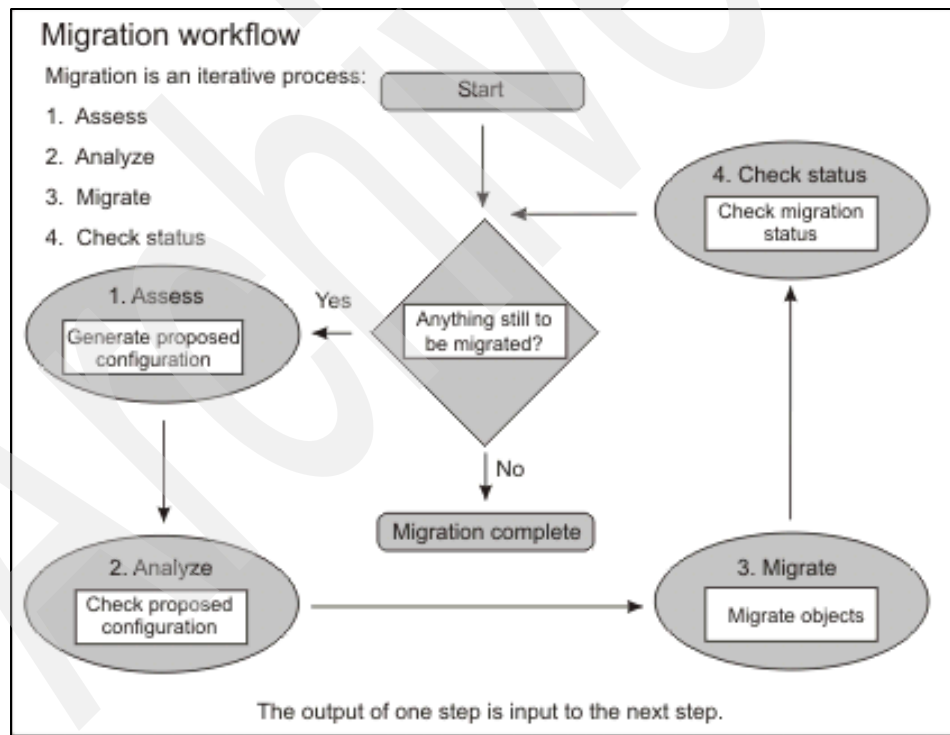 Migration workflow
Migration is an iterative process:
1. Assess
2. Analyze
3. Migrate
4. Check status
Start
4. Check status
Check migration
status
1. Assess
Generate proposed
configuration
Yes
Anything still to
be migrated?
No
Migration complete
2. Analyze
Check proposed
configuration
3. Migrate
Migrate objects
The output of one step is input to the next step.